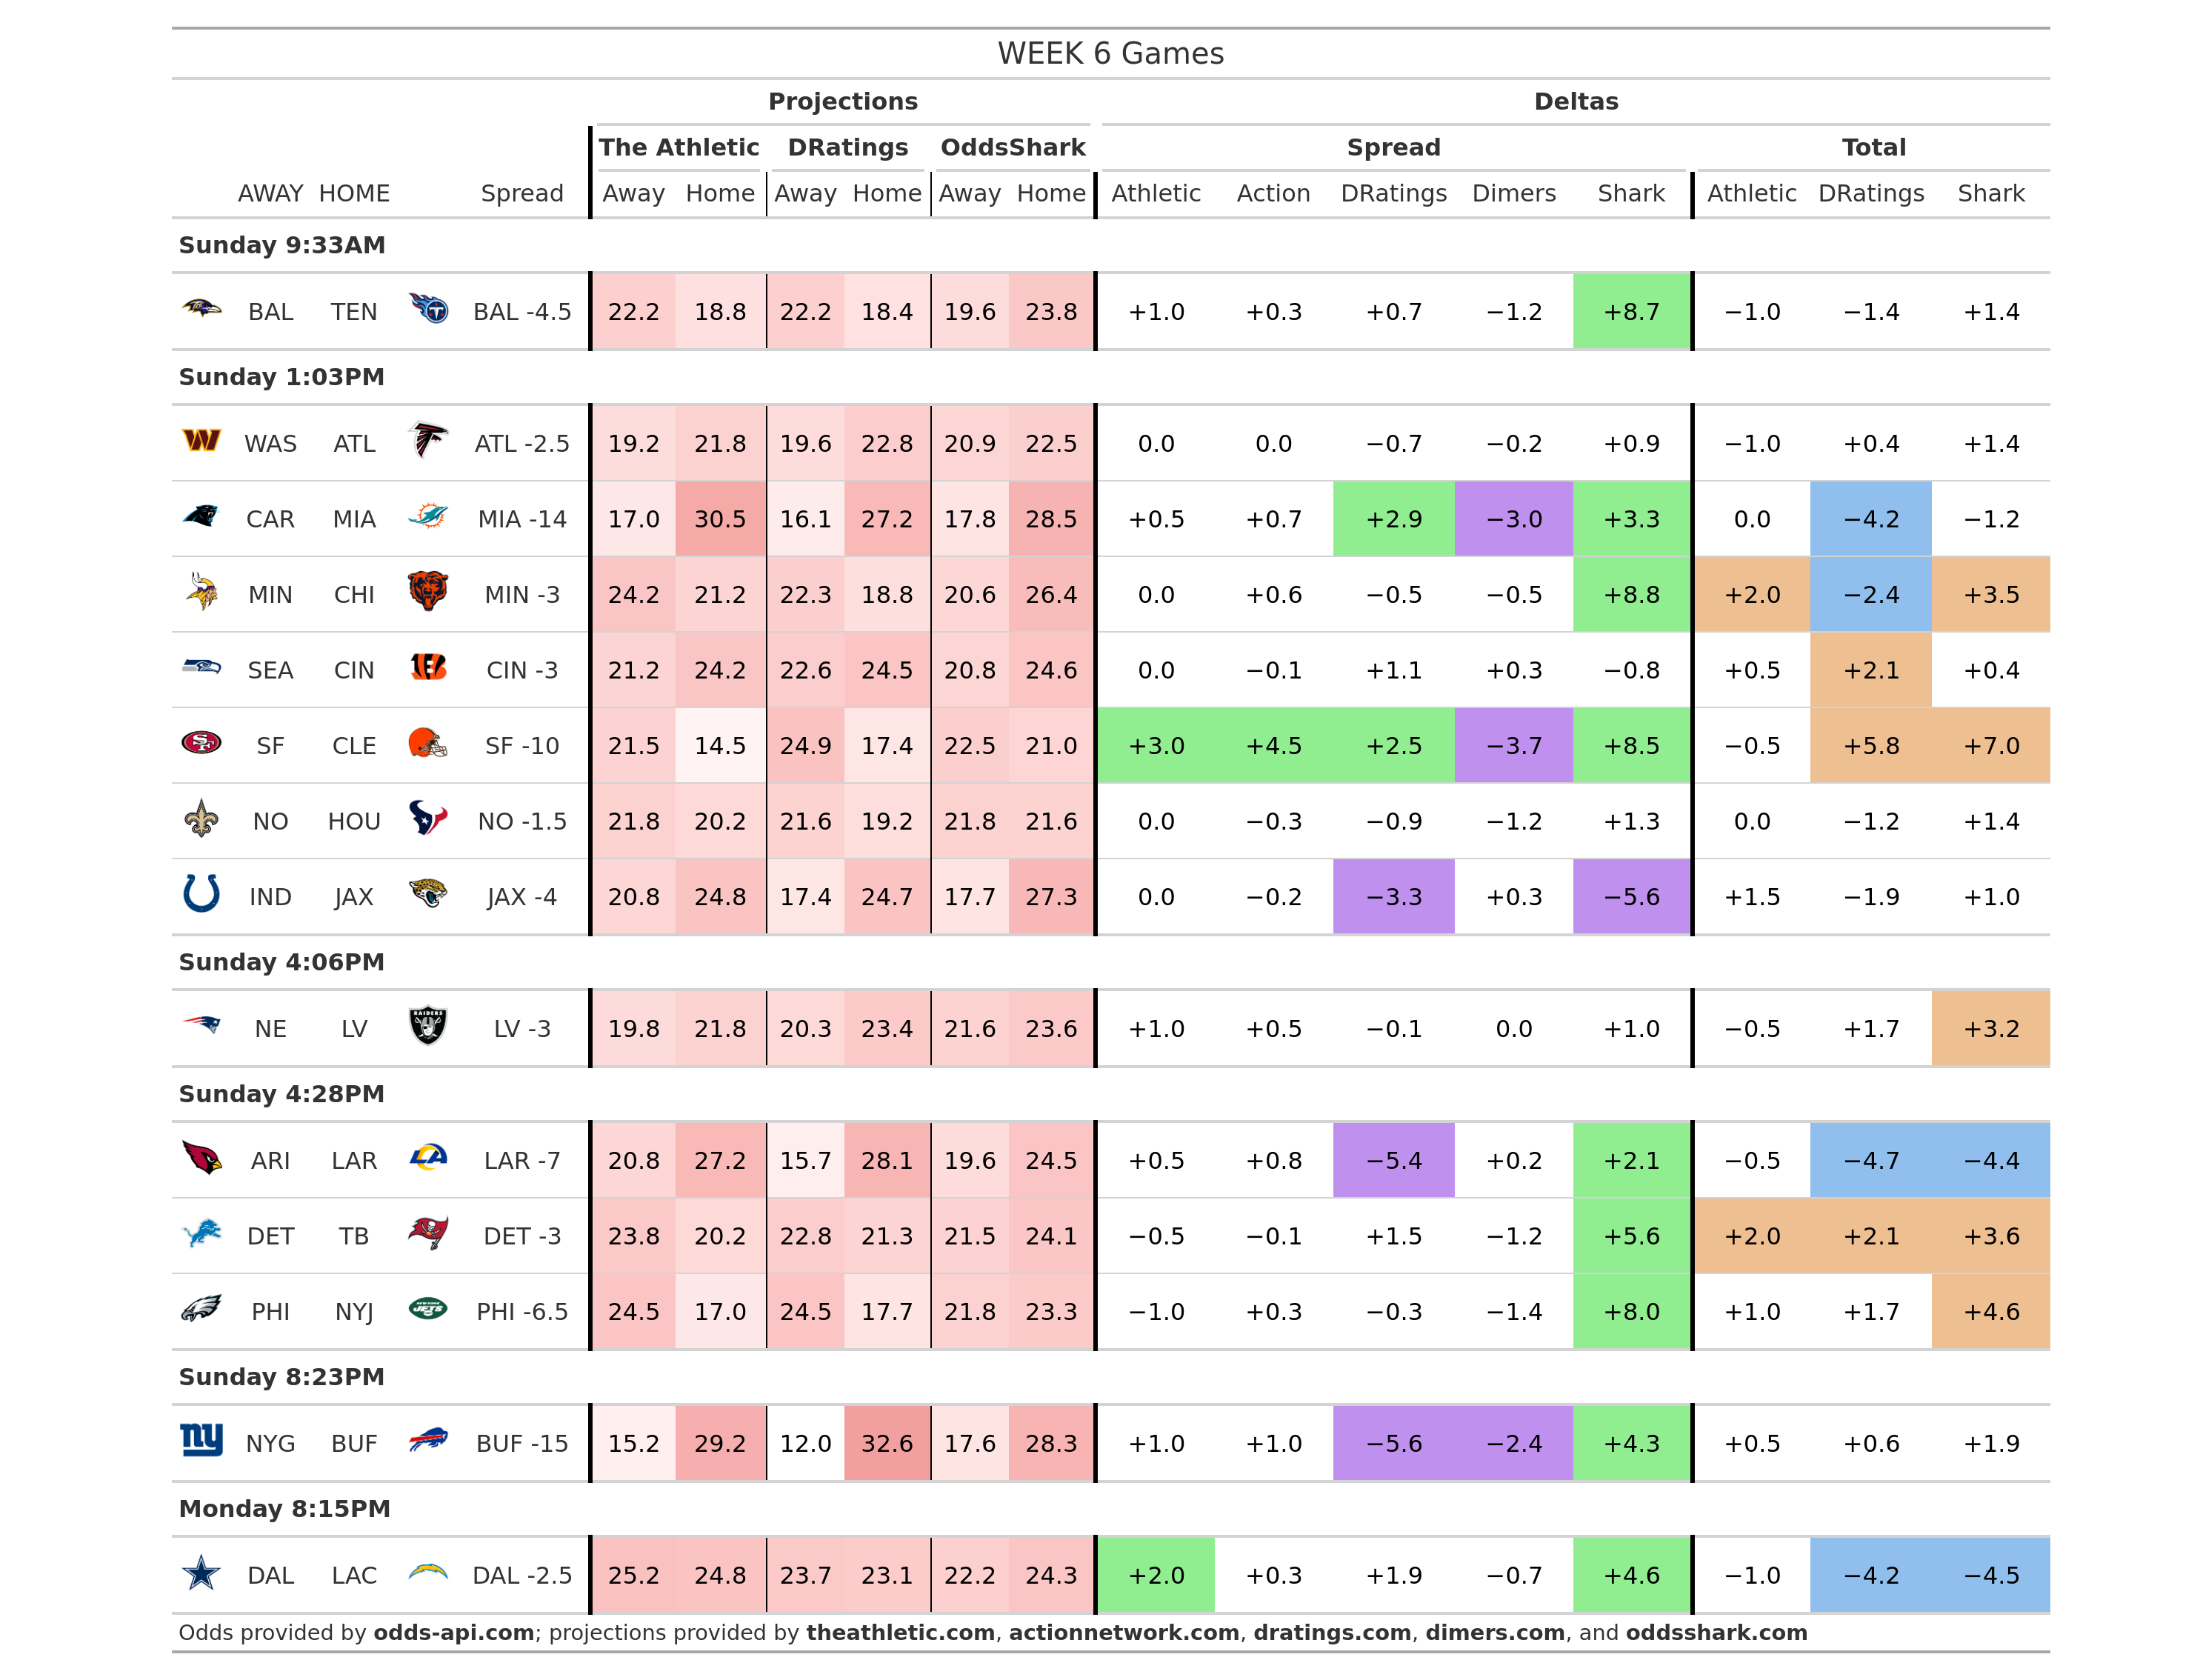 WEEK 6 Games
Projections Deltas
The Athletic DRatings OddsShark Spread Total
AWAY HOME Spread Away Home Away Home Away Home Athletic Action DRatings Dimers Shark Athletic DRatings Shark
Sunday 9:33AM
BAL TEN BAL -4.5 22.2 18.8 22.2 18.4 19.6 23.8 +1.0 +0.3 +0.7 −1.2 +8.7 −1.0 −1.4 +1.4
Sunday 1:03PM
WAS ATL ATL -2.5 19.2 21.8 19.6 22.8 20.9 22.5 0.0 0.0 −0.7 −0.2 +0.9 −1.0 +0.4 +1.4
CAR MIA MIA -14 17.0 30.5 16.1 27.2 17.8 28.5 +0.5 +0.7 +2.9 −3.0 +3.3 0.0 −4.2 −1.2
MIN CHI MIN -3 24.2 21.2 22.3 18.8 20.6 26.4 0.0 +0.6 −0.5 −0.5 +8.8 +2.0 −2.4 +3.5
SEA CIN CIN -3 21.2 24.2 22.6 24.5 20.8 24.6 0.0 −0.1 +1.1 +0.3 −0.8 +0.5 +2.1 +0.4
SF CLE SF -10 21.5 14.5 24.9 17.4 22.5 21.0 +3.0 +4.5 +2.5 −3.7 +8.5 −0.5 +5.8 +7.0
NO HOU NO -1.5 21.8 20.2 21.6 19.2 21.8 21.6 0.0 −0.3 −0.9 −1.2 +1.3 0.0 −1.2 +1.4
IND JAX JAX -4 20.8 24.8 17.4 24.7 17.7 27.3 0.0 −0.2 −3.3 +0.3 −5.6 +1.5 −1.9 +1.0
Sunday 4:06PM
NE LV RAIDERS LV -3 19.8 21.8 20.3 23.4 21.6 23.6 +1.0 +0.5 −0.1 0.0 +1.0 −0.5 +1.7 +3.2
Sunday 4:28PM
ARI LAR LAR -7 20.8 27.2 15.7 28.1 19.6 24.5 +0.5 +0.8 −5.4 +0.2 +2.1 −0.5 −4.7 −4.4
DET TB DET -3 23.8 20.2 22.8 21.3 21.5 24.1 −0.5 −0.1 +1.5 −1.2 +5.6 +2.0 +2.1 +3.6
PHI NYJ JETS PHI -6.5 24.5 17.0 24.5 17.7 21.8 23.3 −1.0 +0.3 −0.3 −1.4 +8.0 +1.0 +1.7 +4.6
Sunday 8:23PM
ny NYG BUF BUF -15 15.2 29.2 12.0 32.6 17.6 28.3 +1.0 +1.0 −5.6 −2.4 +4.3 +0.5 +0.6 +1.9
Monday 8:15PM
DAL LAC DAL -2.5 25.2 24.8 23.7 23.1 22.2 24.3 +2.0 +0.3 +1.9 −0.7 +4.6 −1.0 −4.2 −4.5
Odds provided by odds-api.com; projections provided by theathletic.com, actionnetwork.com, dratings.com, dimers.com, and oddsshark.com